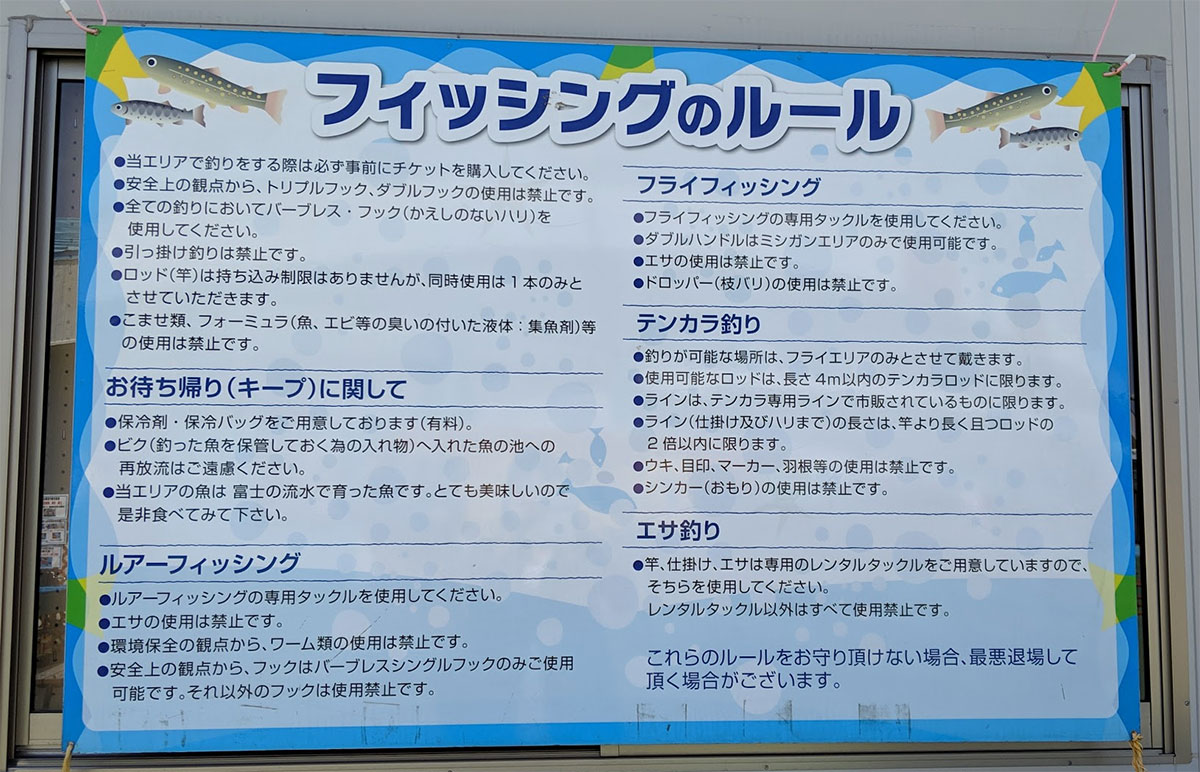 フィッシングのルール
●当エリアで釣りをする際は必ず事前にチケットを購入してください。
●安全上の観点から、トリプルフック、ダブルフックの使用は禁止です。
●全ての釣りにおいてバーブレス・フック(かえしのないハリ)を
使用してください。
●引っ掛け釣りは禁止です。
●ロッド(竿)は持ち込み制限はありませんが、同時使用は1本のみと
させていただきます。
●こませ類、フォーミュラ(魚、エビ等の臭いの付いた液体：集魚剤)等
の使用は禁止です。
お待ち帰り(キープ)に関して
●保冷剤・保冷バッグをご用意しております(有料)。
●ビク(釣った魚を保管しておく為の入れ物)へ入れた魚の池への
再放流はご遠慮ください。
●当エリアの魚は 富士の流水で育った魚です。とても美味しいので
是非食べてみて下さい。
ルアーフィッシング
●ルアーフィッシングの専用タックルを使用してください。
●エサの使用は禁止です。
●環境保全の観点から、ワーム類の使用は禁止です。
●安全上の観点から、フックはバーブレスシングルフックのみご使用
可能です。それ以外のフックは使用禁止です。
フライフィッシング
●フライフィッシングの専用タックルを使用してください。
●ダブルハンドルはミシガンエリアのみで使用可能です。
●エサの使用は禁止です。
●ドロッパー(枝バリ)の使用は禁止です。
テンカラ釣り
●釣りが可能な場所は、フライエリアのみとさせて戴きます。
●使用可能なロッドは、長さ4m以内のテンカラロッドに限ります。
●ラインは、テンカラ専用ラインで市販されているものに限ります。
●ライン(仕掛け及びハリまで)の長さは、竿より長く且つロッドの
2倍以内に限ります。
●ウキ、目印、マーカー、羽根等の使用は禁止です。
●シンカー(おもり)の使用は禁止です。
エサ釣り
●竿、仕掛け、エサは専用のレンタルタックルをご用意していますので、
そちらを使用してください。
レンタルタックル以外はすべて使用禁止です。
これらのルールをお守り頂けない場合、最悪退場して
頂く場合がございます。